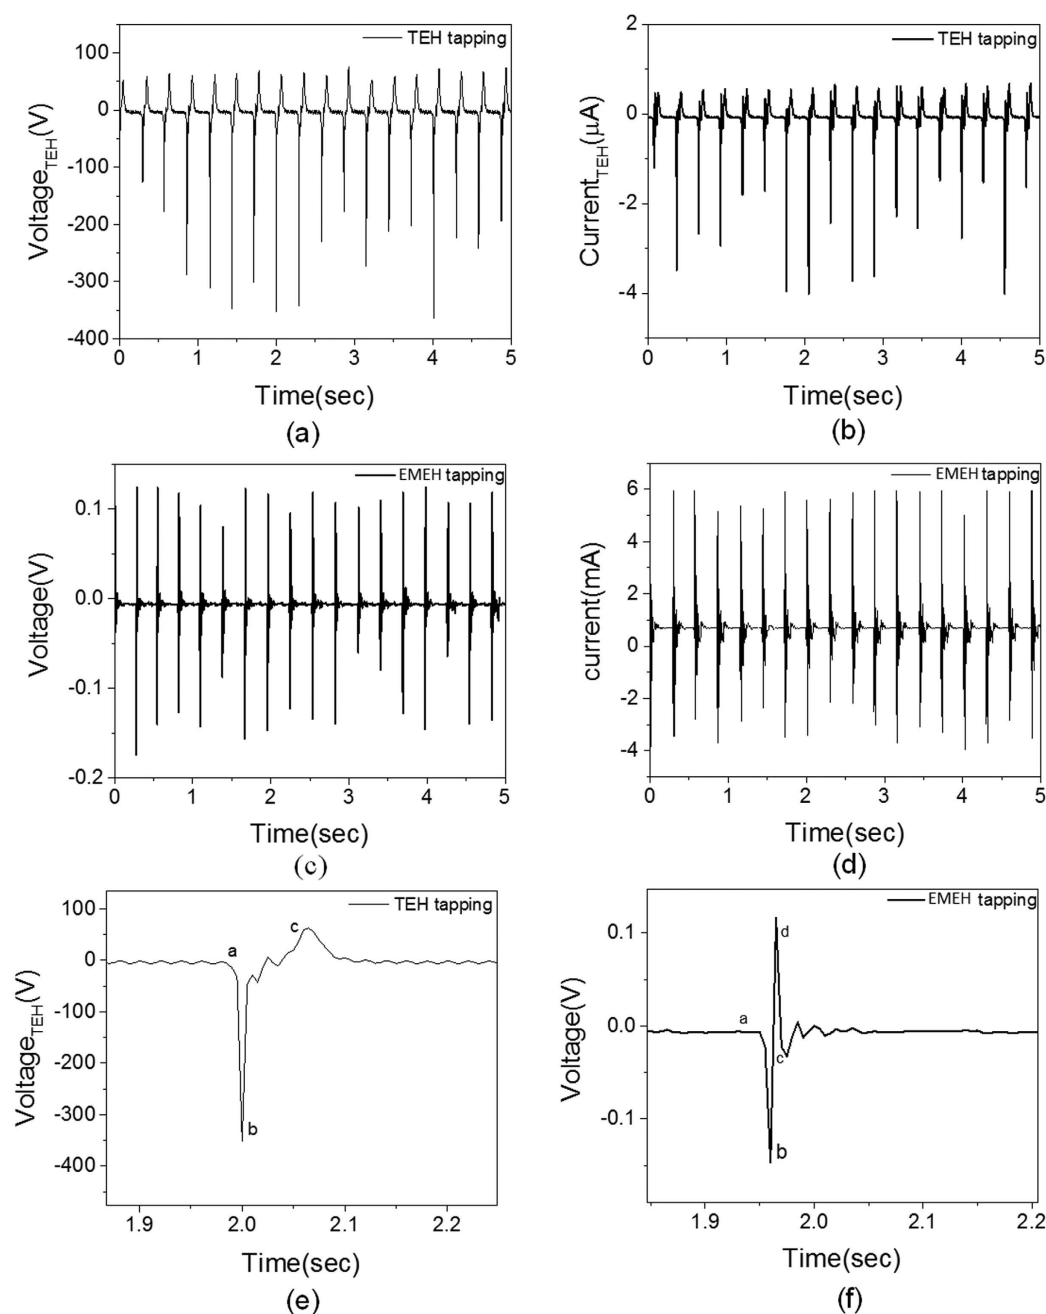 TEH tapping
100
0
-100
-200
-300
-400
Voltage_TEH(V)
0 1 2 3 4 5
Time(sec)
(a)
TEH tapping
2
0
-2
-4
Current_TEH(μA)
0 1 2 3 4 5
Time(sec)
(b)
EMEH tapping
0.1
0.0
-0.1
-0.2
Voltage(V)
0 1 2 3 4 5
Time(sec)
(c)
EMEH tapping
6
4
2
0
-2
-4
current(mA)
0 1 2 3 4 5
Time(sec)
(d)
TEH tapping
100
0
-100
-200
-300
-400
Voltage_TEH(V)
a
c
b
1.9 2.0 2.1 2.2
Time(sec)
(e)
EMEH tapping
0.1
0.0
-0.1
Voltage(V)
d
a
c
b
1.9 2.0 2.1 2.2
Time(sec)
(f)